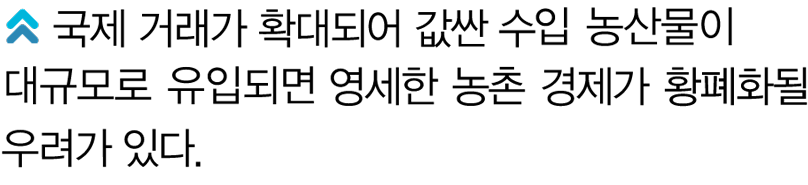 국제 거래가 확대되어 값싼 수입 농산물이
대규모로 유입되면 영세한 농촌 경제가 황폐화될
우려가 있다.